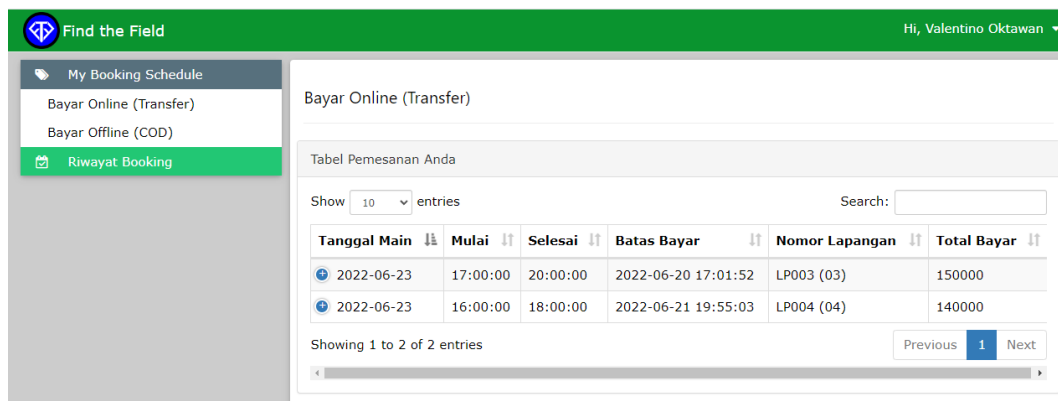 Find the Field
Hi, Valentino Oktawan
My Booking Schedule
Bayar Online (Transfer)
Bayar Offline (COD)
Riwayat Booking
Bayar Online (Transfer)
Tabel Pemesanan Anda
Show 10 entries Search:
Tanggal Main Mulai Selesai Batas Bayar Nomor Lapangan Total Bayar
2022-06-23 17:00:00 20:00:00 2022-06-20 17:01:52 LP003 (03) 150000
2022-06-23 16:00:00 18:00:00 2022-06-21 19:55:03 LP004 (04) 140000
Showing 1 to 2 of 2 entries Previous 1 Next